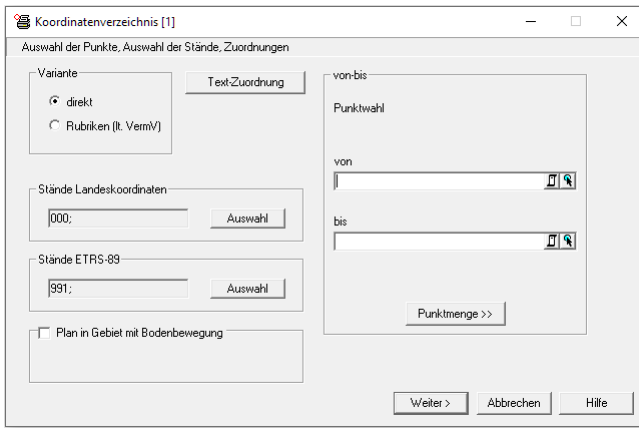 Koordinatenverzeichnis [1]
Auswahl der Punkte, Auswahl der Stände, Zuordnungen
Variante
direkt
Rubriken (lt. VermV)
Text-Zuordnung
Stände Landeskoordinaten
000;
Auswahl
Stände ETRS-89
991;
Auswahl
Plan in Gebiet mit Bodenbewegung
von-bis
Punktwahl
von
bis
Punktmenge >>
Weiter >
Abbrechen
Hilfe